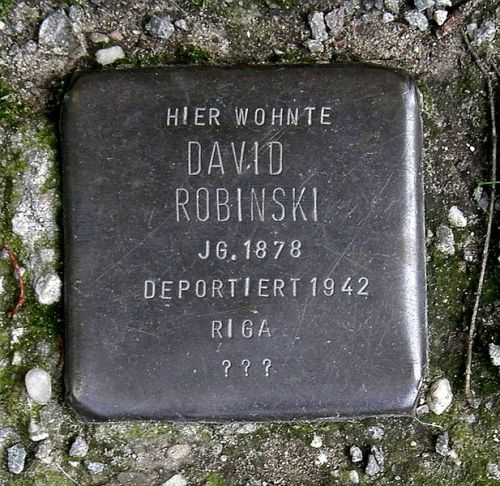 HIER WOHNTE
DAVID
ROBINSKI
JG. 1878
DEPORTIERT 1942
RIGA
???